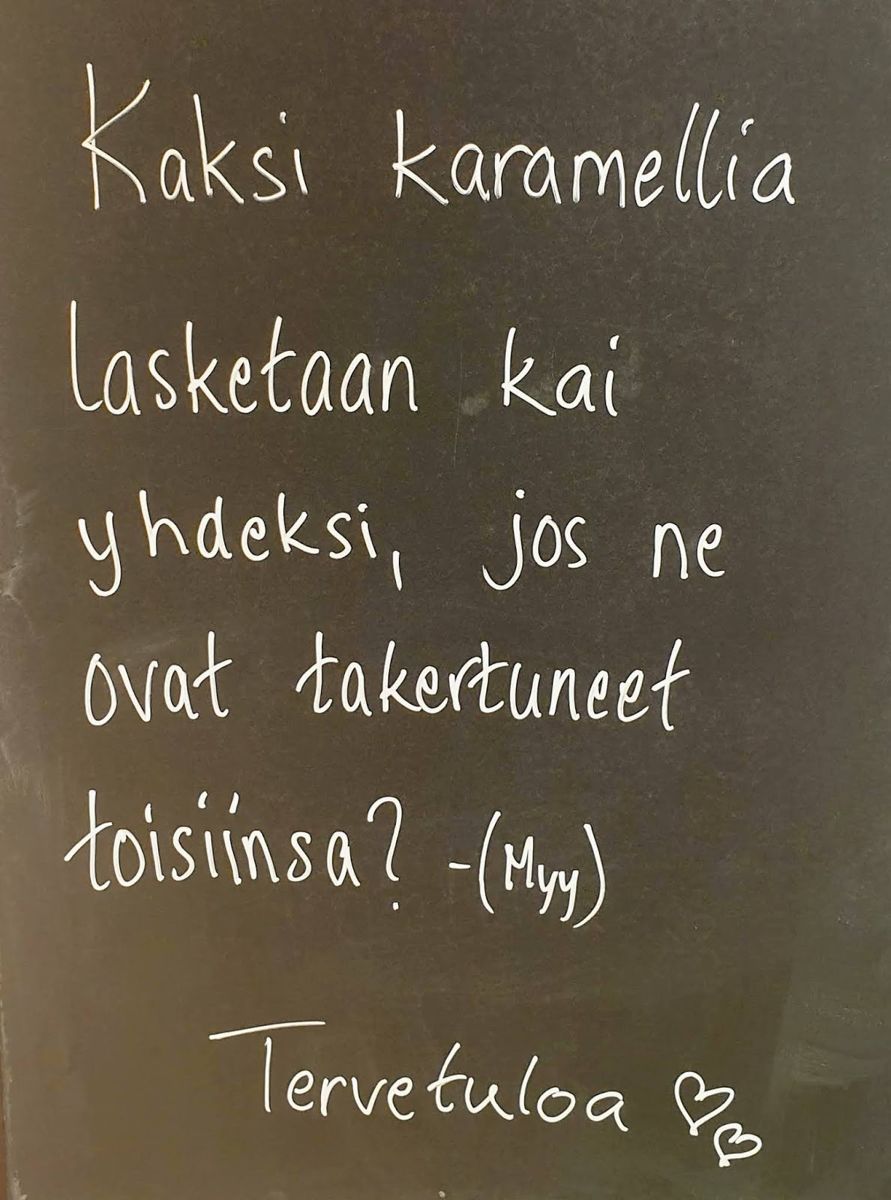 Kaksi karamellia
lasketaan kai
yhdeksi, jos ne
ovat takertuneet
toisiinsa? -(Myy)
Tervetuloa ♡♡